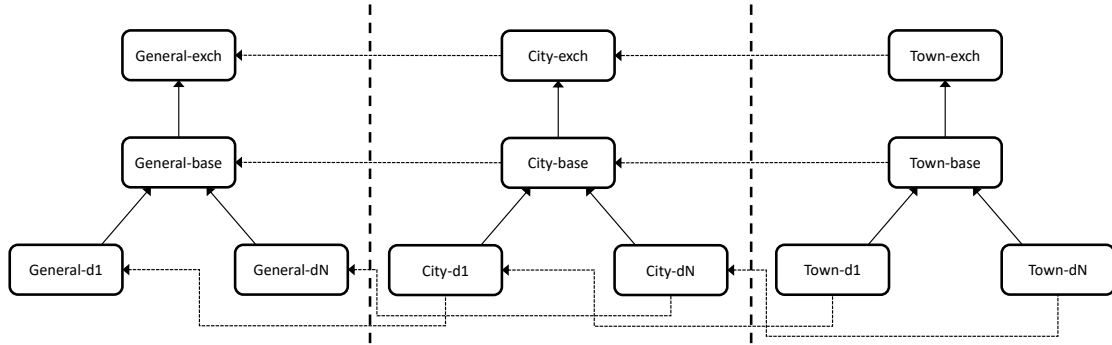 General-exch
City-exch
Town-exch
General-base
City-base
Town-base
General-d1
General-dN
City-d1
City-dN
Town-d1
Town-dN